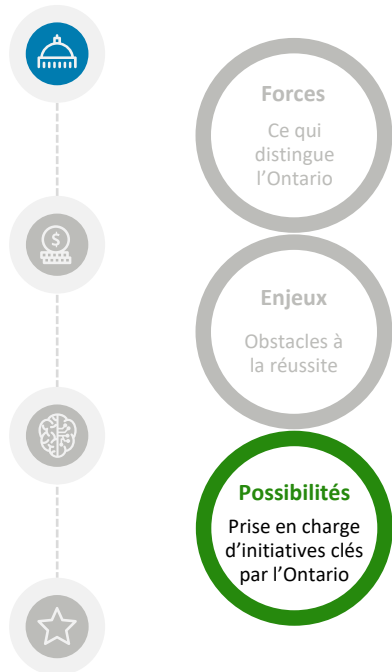 $
Forces
Ce qui
distingue
l'Ontario
Enjeux
Obstacles à
la réussite
Possibilités
Prise en charge
d'initiatives clés
par l'Ontario